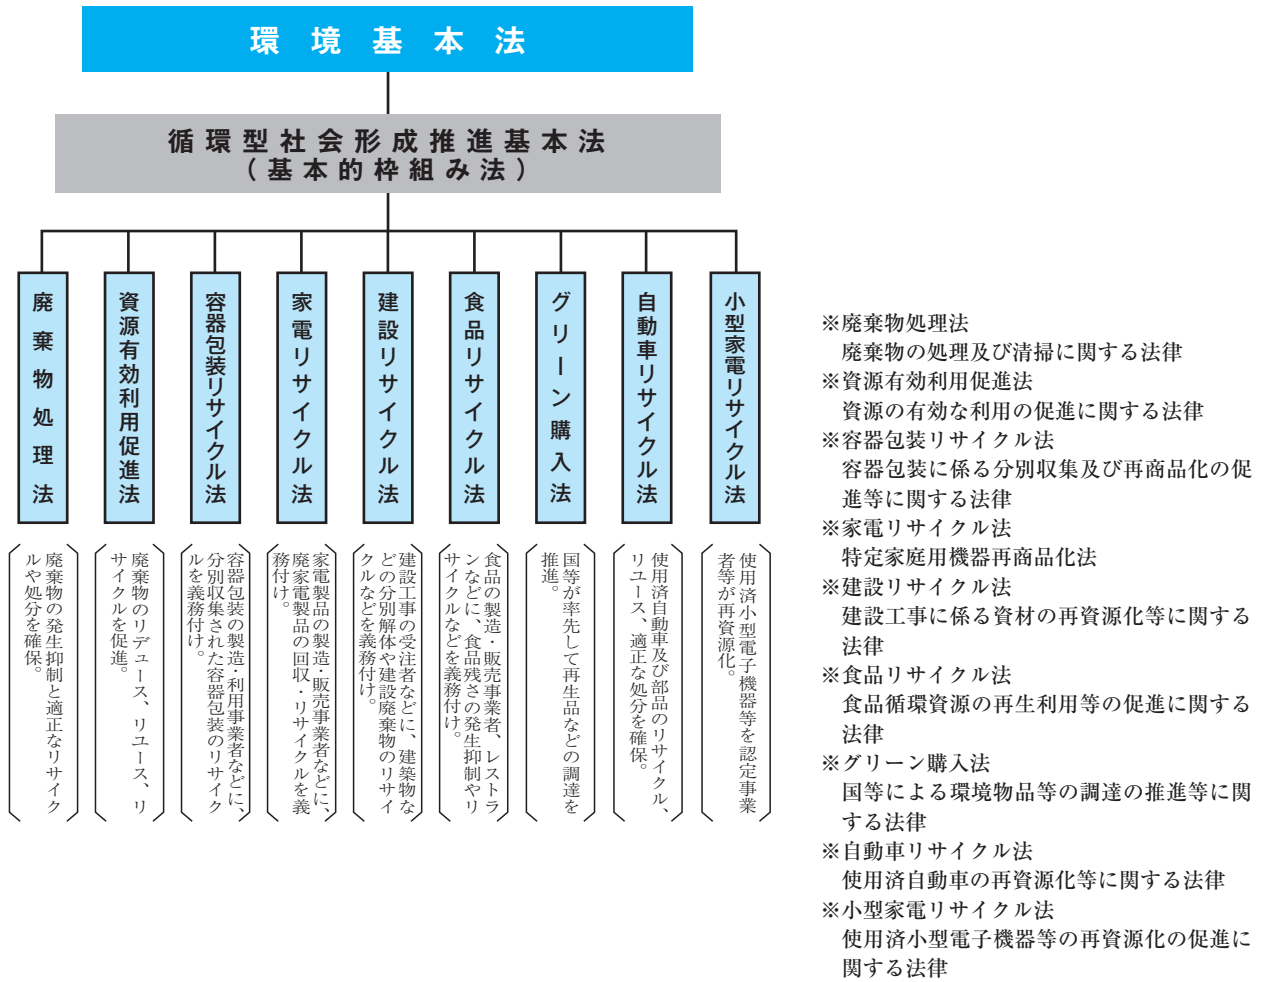 環境基本法
循環型社会形成推進基本法
（基本的枠組み法）
廃棄物処理法
資源有効利用促進法
容器包装リサイクル法
家電リサイクル法
建設リサイクル法
食品リサイクル法
グリーン購入法
自動車リサイクル法
小型家電リサイクル法
廃棄物の発生抑制と適正なリサイク
ルや処分を確保。
廃棄物のリデュース、リユース、リ
サイクルを促進。
容器包装の製造・利用事業者などに、
分別収集された容器包装のリサイク
ルを義務付け。
家電製品の製造・販売事業者などに、
廃家電製品の回収・リサイクルを義
務付け。
建設工事の受注者などに、建築物な
どの分別解体や建設廃棄物のリサイ
クルなどを義務付け。
食品の製造・販売事業者、レストラ
ンなどに、食品残さの発生抑制やリ
サイクルなどを義務付け。
国等が率先して再生品などの調達を
推進。
使用済自動車及び部品のリサイクル、
リユース、適正な処分を確保。
使用済小型電子機器等を認定事業
者等が再資源化。
※廃棄物処理法
廃棄物の処理及び清掃に関する法律
※資源有効利用促進法
資源の有効な利用の促進に関する法律
※容器包装リサイクル法
容器包装に係る分別収集及び再商品化の促
進等に関する法律
※家電リサイクル法
特定家庭用機器再商品化法
※建設リサイクル法
建設工事に係る資材の再資源化等に関する
法律
※食品リサイクル法
食品循環資源の再生利用等の促進に関する
法律
※グリーン購入法
国等による環境物品等の調達の推進等に関
する法律
※自動車リサイクル法
使用済自動車の再資源化等に関する法律
※小型家電リサイクル法
使用済小型電子機器等の再資源化の促進に
関する法律